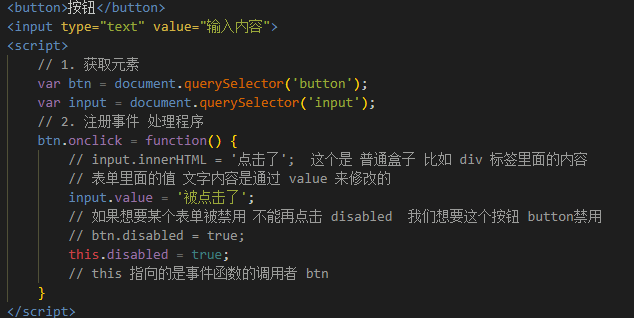 <button>按钮</button>
<input type="text" value="输入内容">
<script>
// 1. 获取元素
var btn = document.querySelector('button');
var input = document.querySelector('input');
// 2. 注册事件 处理程序
btn.onclick = function() {
// input.innerHTML = '点击了'; 这个是 普通盒子 比如 div 标签里面的内容
// 表单里面的值 文字内容是通过 value 来修改的
input.value = '被点击了';
// 如果想要某个表单被禁用 不能再点击 disabled 我们想要这个按钮 button禁用
// btn.disabled = true;
this.disabled = true;
// this 指向的是事件函数的调用者 btn
}
</script>